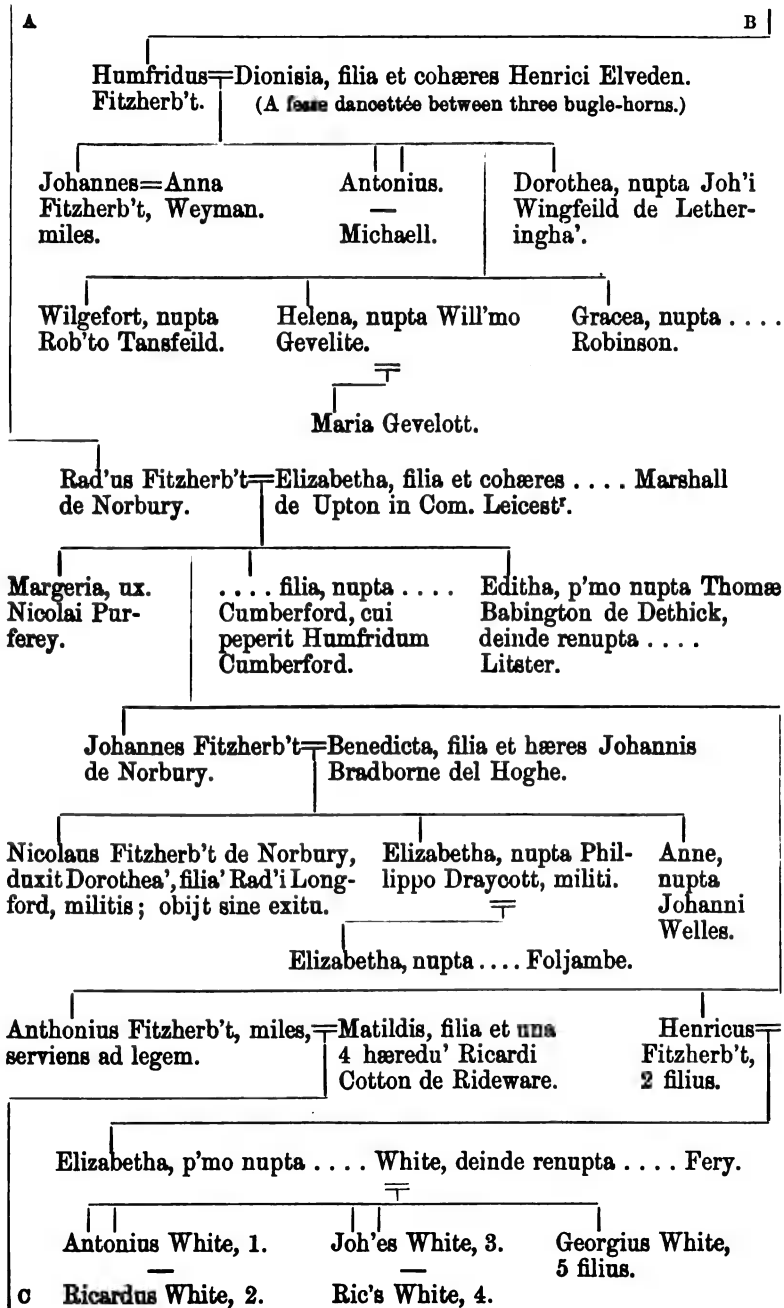 A B
Humfridus=Dionisia, filia et cohæres Henrici Elveden.
Fitzherb't. (A fesse dancettée between three bugle-horns.)
Johannes=Anna
Fitzherb't, Weyman.
miles.
Antonius.
—
Michaell.
Dorothea, nupta Joh'i
Wingfeild de Lether-
ingha'.
Wilgefort, nupta
Rob'to Tansfeild.
Helena, nupta Will'mo
Gevelite.
Gracea, nupta . . . .
Robinson.
Maria Gevelott.
Rad'us Fitzherb't=Elizabetha, filia et cohæres . . . . Marshall
de Norbury. de Upton in Com. Leicestʳ.
Margeria, ux.
Nicolai Pur-
ferey.
. . . . filia, nupta . . . .
Cumberford, cui
peperit Humfridum
Cumberford.
Editha, p'mo nupta Thomæ
Babington de Dethick,
deinde renupta . . . .
Litster.
Johannes Fitzherb't=Benedicta, filia et hæres Johannis
de Norbury. Bradborne del Hoghe.
Nicolaus Fitzherb't de Norbury,
duxit Dorothea', filia' Rad'i Long-
ford, militis; obijt sine exitu.
Elizabetha, nupta Phil-
lippo Draycott, militi.
Anne,
nupta
Johanni
Welles.
Elizabetha, nupta . . . . Foljambe.
Anthonius Fitzherb't, miles,=Matildis, filia et una
serviens ad legem. 4 hæredu' Ricardi
Cotton de Rideware.
Henricus=
Fitzherb't,
2 filius.
Elizabetha, p'mo nupta . . . . White, deinde renupta . . . . Fery.
Antonius White, 1.
—
Ricardus White, 2.
Joh'es White, 3.
—
Ric's White, 4.
Georgius White,
5 filius.
C